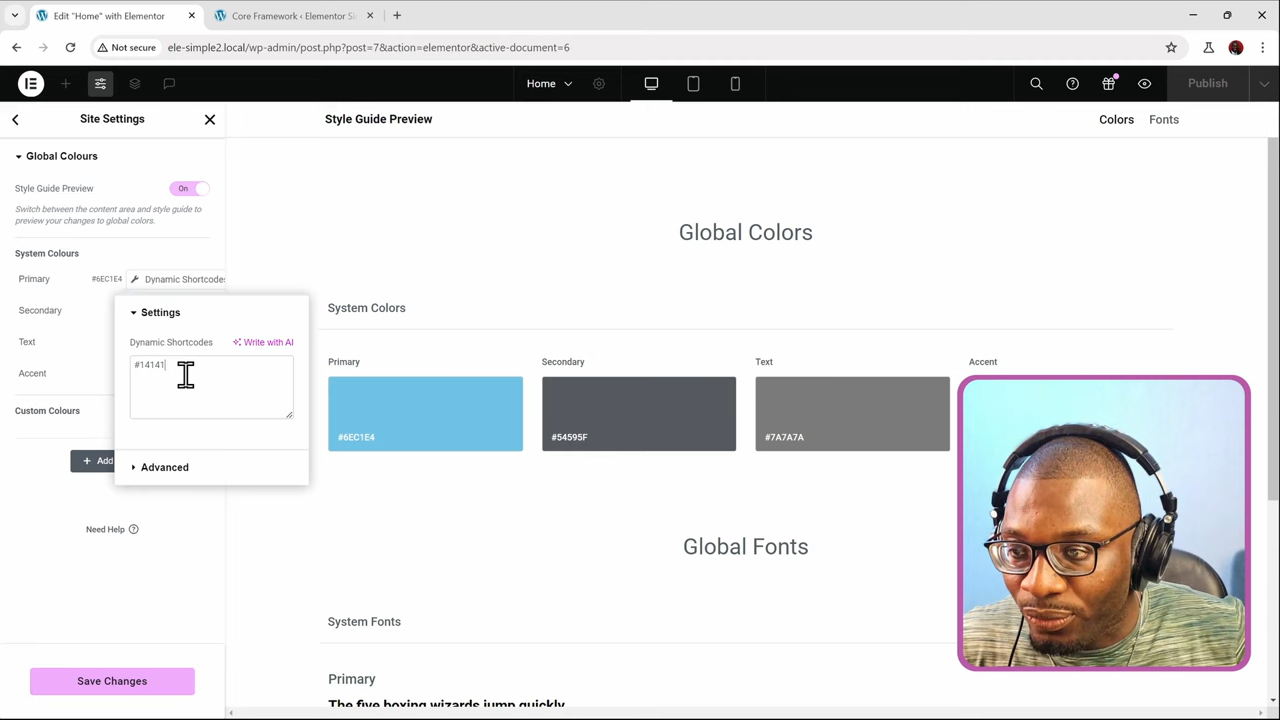 Edit "Home" with Elementor
Core Framework ‹ Elementor Si
Not secure
ele-simple2.local/wp-admin/post.php?post=7&action=elementor&active-document=6
Home
Publish
Site Settings
Style Guide Preview
Colors
Fonts
Global Colours
Style Guide Preview
On
Switch between the content area and style guide to
preview your changes to global colors.
System Colours
Primary
#6EC1E4
Dynamic Shortcodes
Secondary
Text
Accent
Custom Colours
Add
Settings
Dynamic Shortcodes
Write with AI
#14141
Advanced
Need Help
Save Changes
Global Colors
System Colors
Primary
Secondary
Text
Accent
#6EC1E4
#54595F
#7A7A7A
Global Fonts
System Fonts
Primary
The five boxing wizards jump quickly